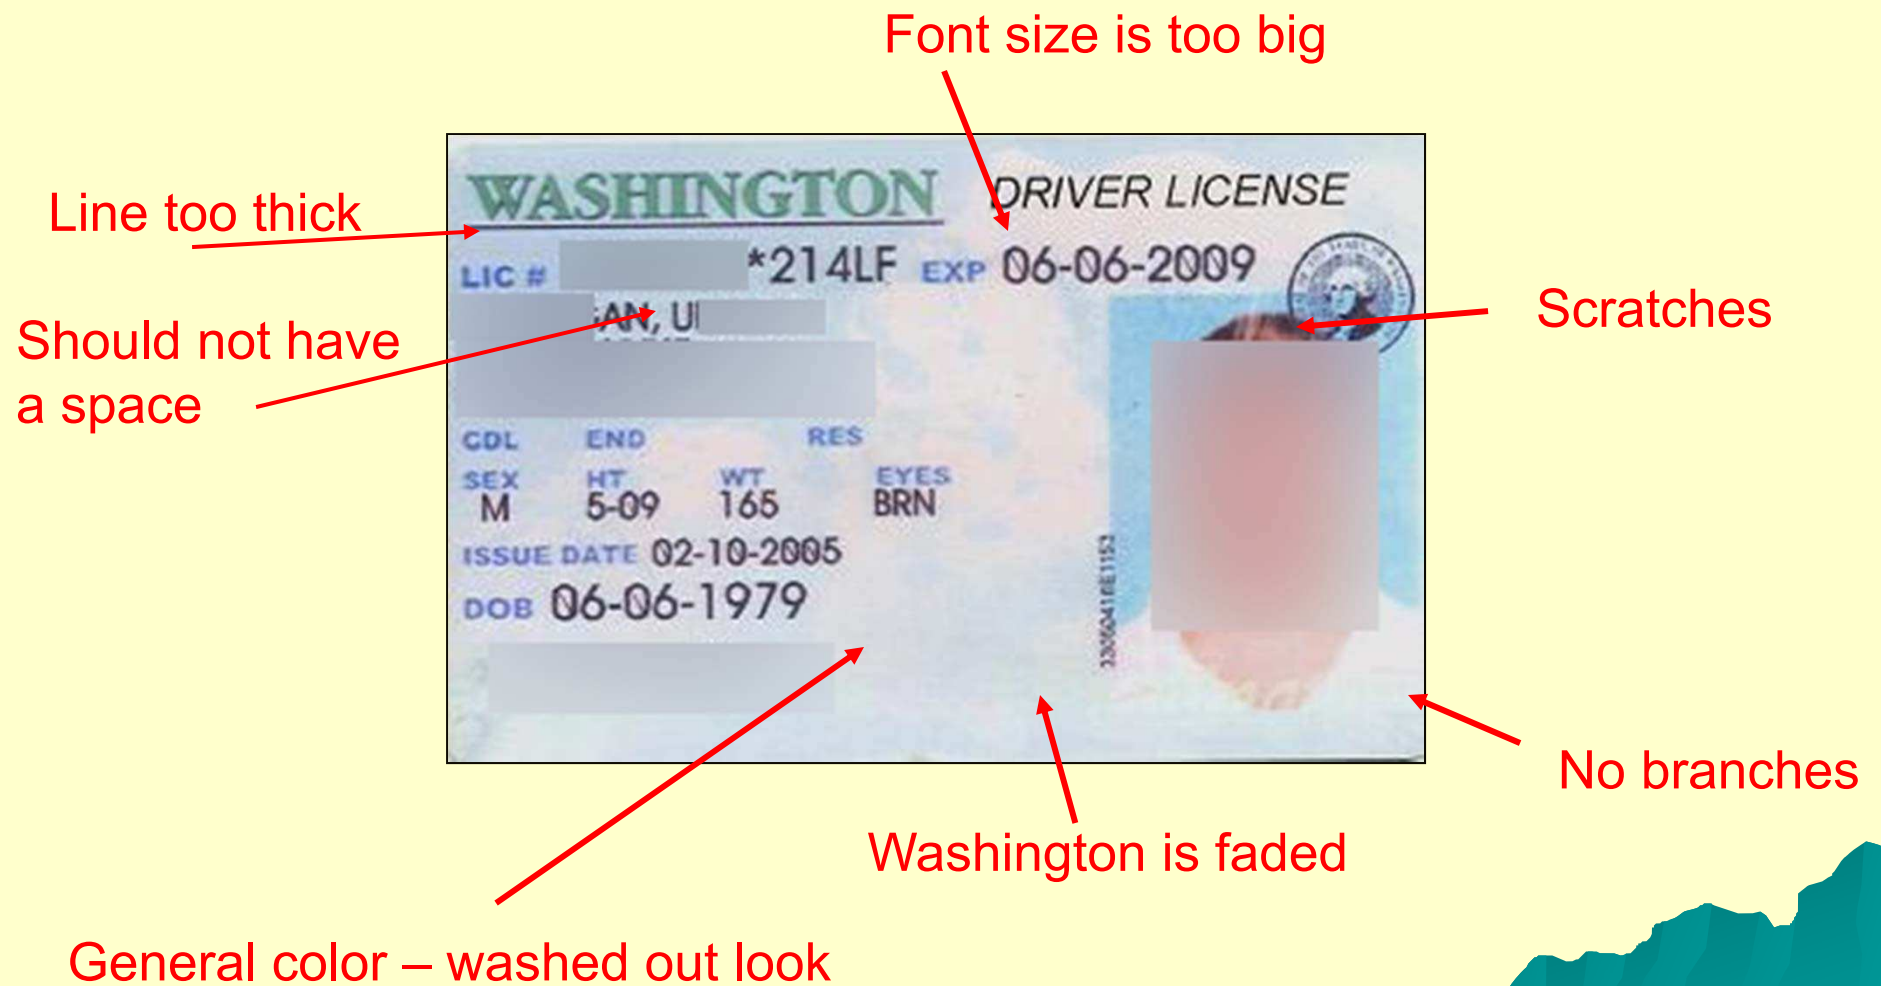 Font size is too big
WASHINGTON DRIVER LICENSE
Line too thick
LIC # *214LF EXP 06-06-2009
AN, U
Should not have
a space
Scratches
CDL END RES
SEX HT WT EYES
M 5-09 165 BRN
ISSUE DATE 02-10-2005
DOB 06-06-1979
No branches
Washington is faded
General color – washed out look